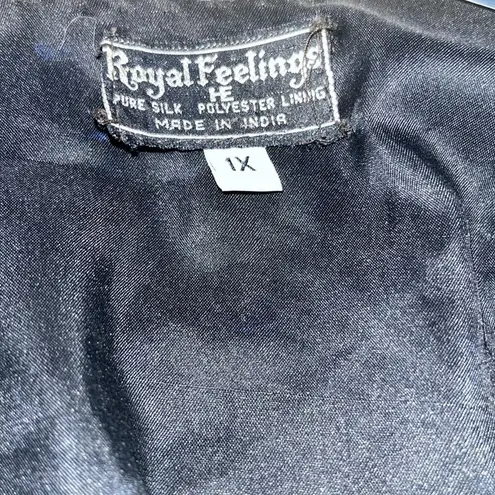 Royal Feelings
HE
PURE SILK POLYESTER LINING
MADE IN INDIA
1X